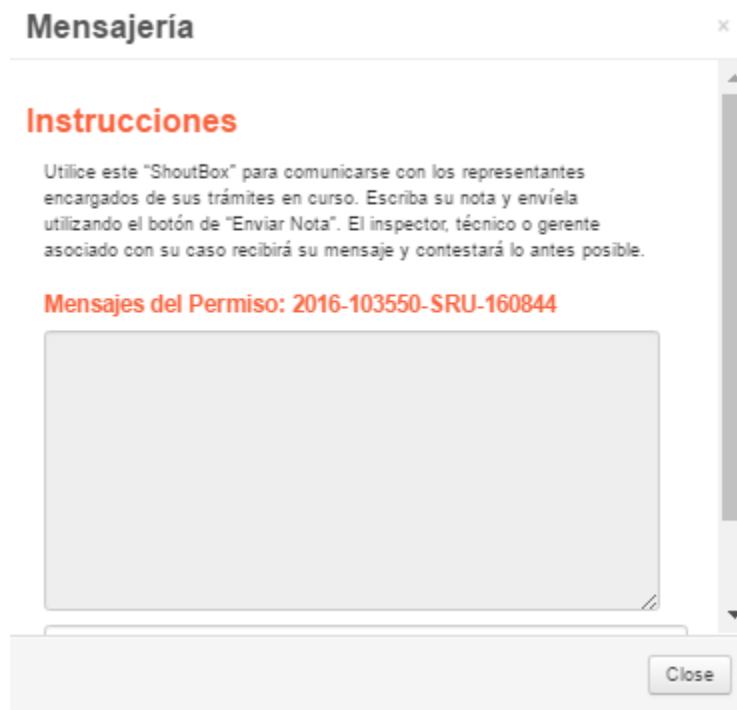 Mensajería
×
Instrucciones
Utilice este "ShoutBox" para comunicarse con los representantes
encargados de sus trámites en curso. Escriba su nota y envíela
utilizando el botón de "Enviar Nota". El inspector, técnico o gerente
asociado con su caso recibirá su mensaje y contestará lo antes posible.
Mensajes del Permiso: 2016-103550-SRU-160844
Close